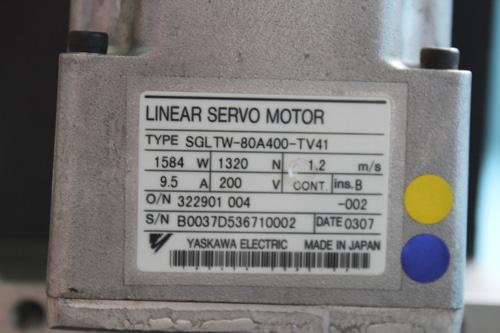 LINEAR SERVO MOTOR
TYPE SGLTW-80A400-TV41
1584 W 1320 N 1.2 m/s
9.5 A 200 V CONT. ins. B
O/N 322901 004 -002
S/N B0037D536710002 DATE 0307
YASKAWA ELECTRIC MADE IN JAPAN